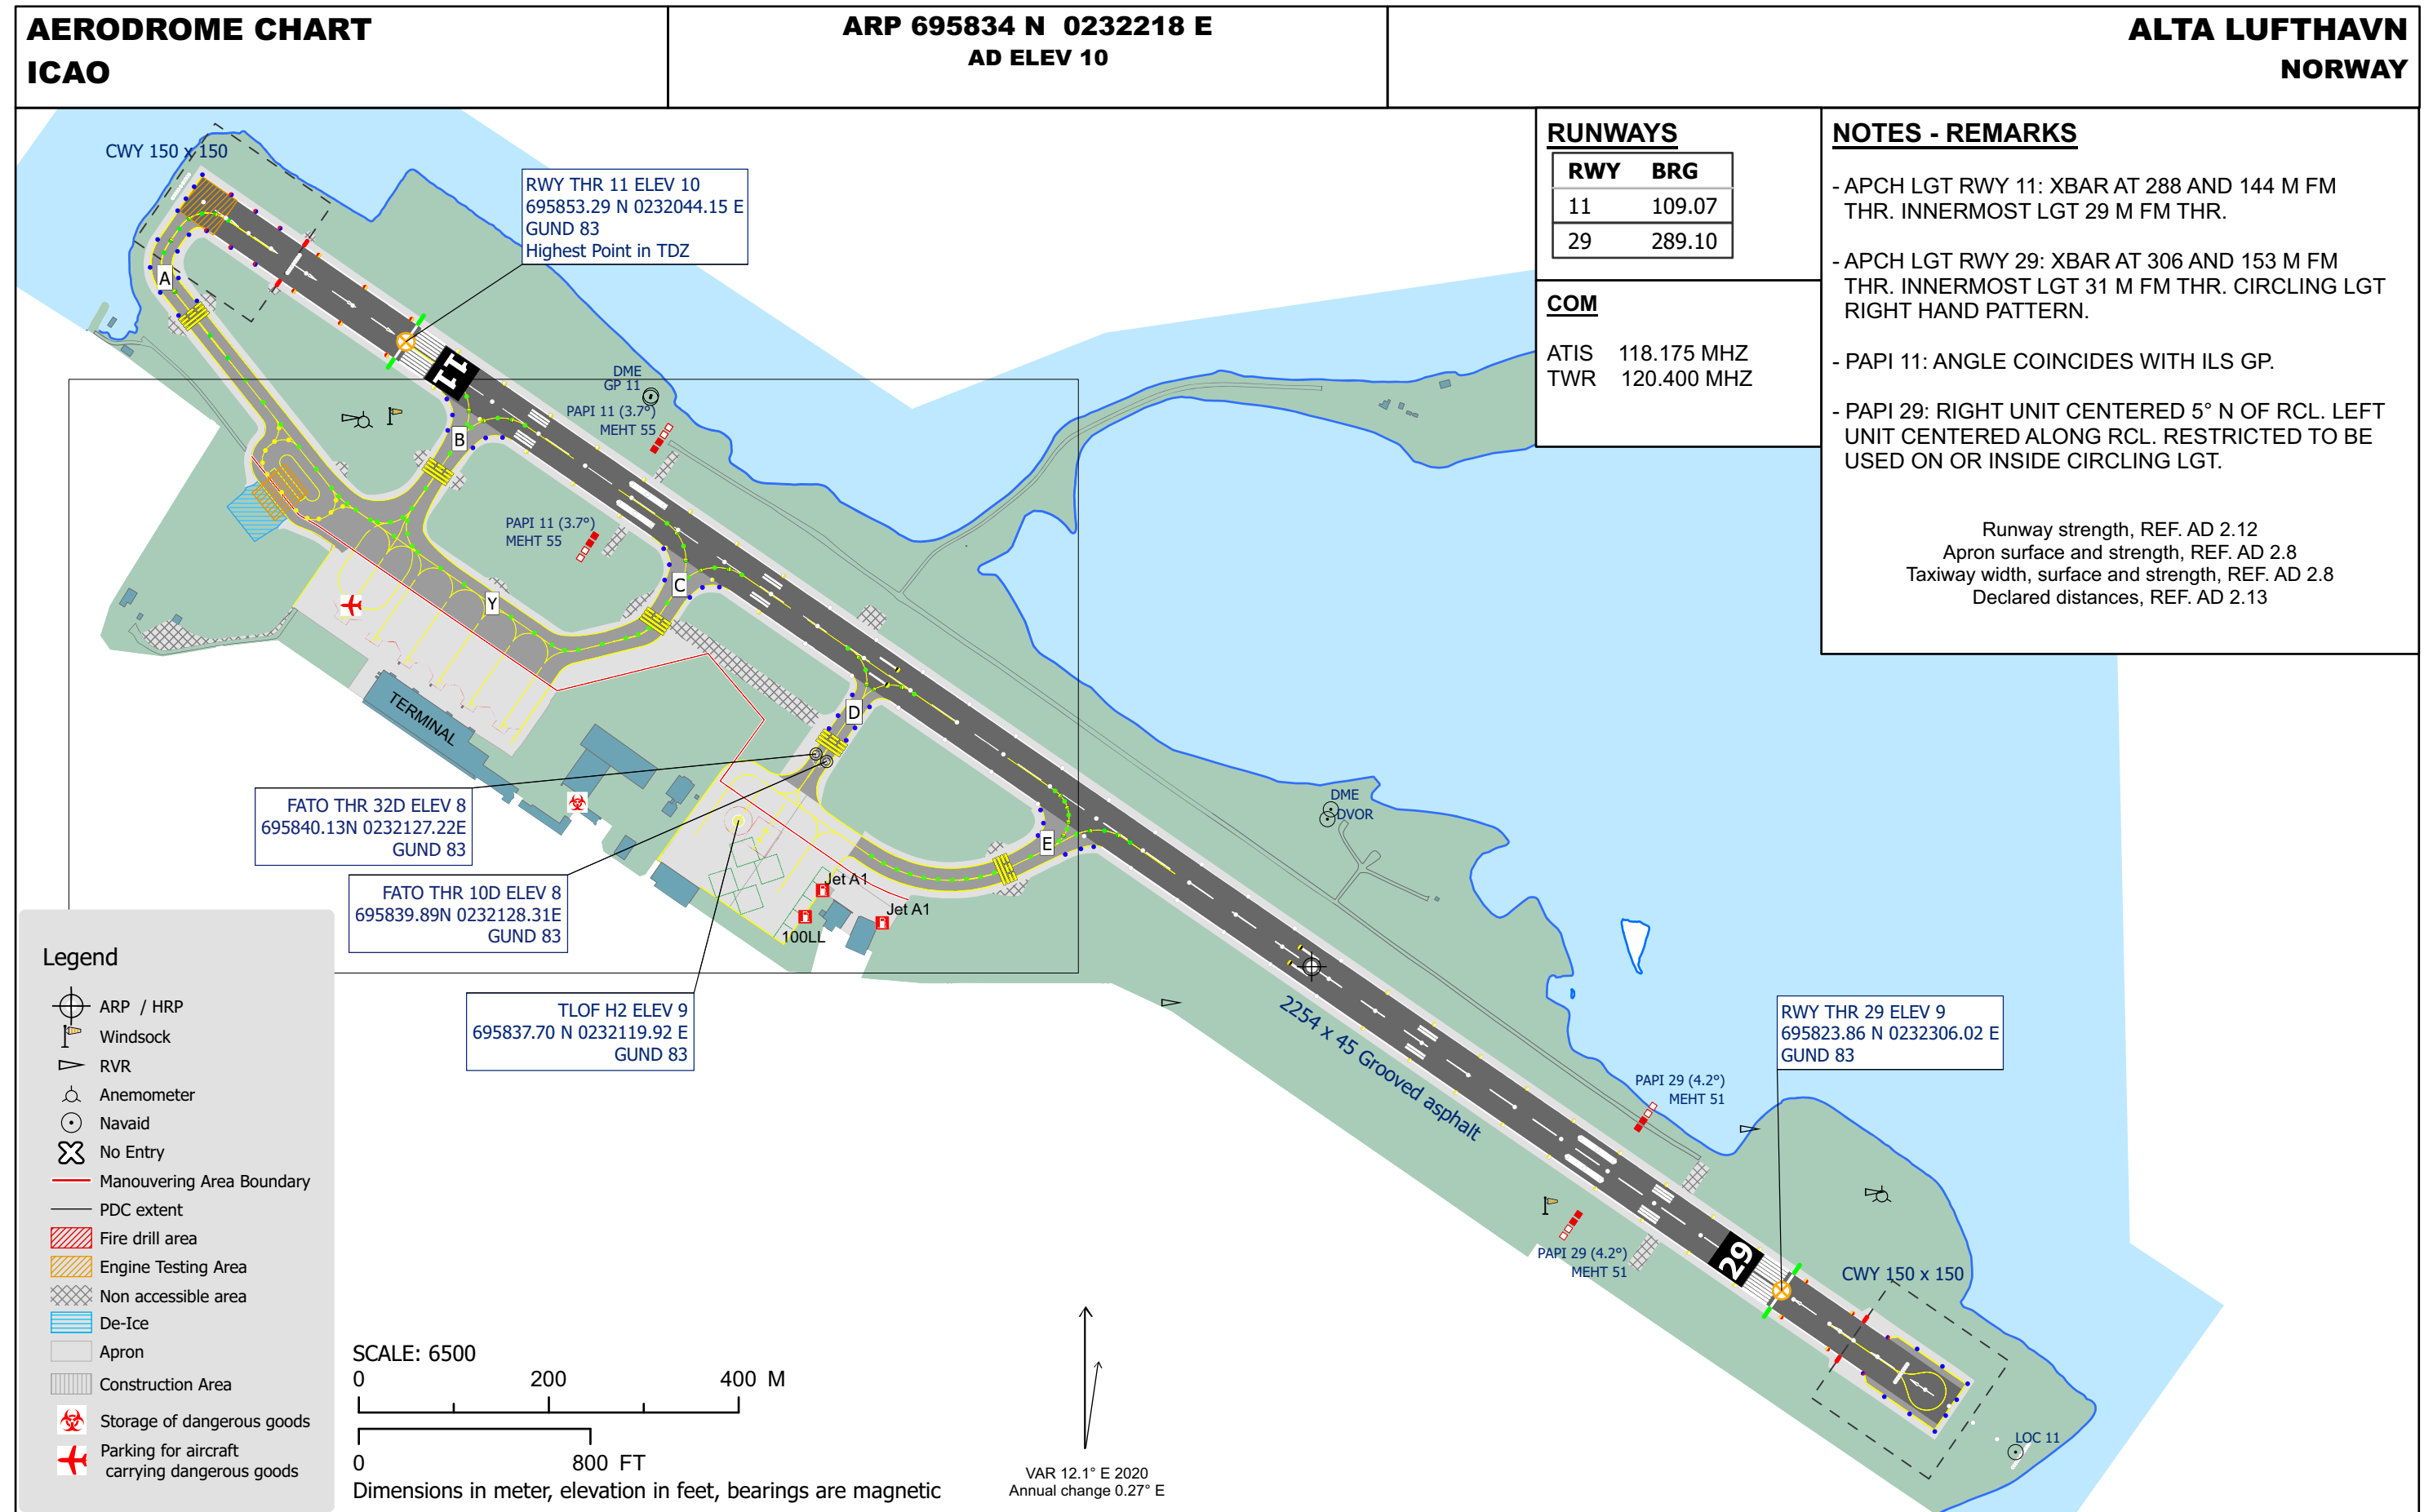 AERODROME CHART
ICAO
ARP 695834 N  0232218 E
AD ELEV 10
ALTA LUFTHAVN
NORWAY
RUNWAYS
RWY BRG
11 109.07
29 289.10
COM
ATIS 118.175 MHZ
TWR 120.400 MHZ
NOTES - REMARKS
- APCH LGT RWY 11: XBAR AT 288 AND 144 M FM
THR. INNERMOST LGT 29 M FM THR.
- APCH LGT RWY 29: XBAR AT 306 AND 153 M FM
THR. INNERMOST LGT 31 M FM THR. CIRCLING LGT
RIGHT HAND PATTERN.
- PAPI 11: ANGLE COINCIDES WITH ILS GP.
- PAPI 29: RIGHT UNIT CENTERED 5° N OF RCL. LEFT
UNIT CENTERED ALONG RCL. RESTRICTED TO BE
USED ON OR INSIDE CIRCLING LGT.
Runway strength, REF. AD 2.12
Apron surface and strength, REF. AD 2.8
Taxiway width, surface and strength, REF. AD 2.8
Declared distances, REF. AD 2.13
CWY 150 x 150
RWY THR 11 ELEV 10
695853.29 N 0232044.15 E
GUND 83
Highest Point in TDZ
A
11
DME
GP 11
PAPI 11 (3.7°)
MEHT 55
B
PAPI 11 (3.7°)
MEHT 55
C
Y
TERMINAL
D
FATO THR 32D ELEV 8
695840.13N 0232127.22E
GUND 83
DME
DVOR
E
FATO THR 10D ELEV 8
695839.89N 0232128.31E
GUND 83
Jet A1
Jet A1
100LL
TLOF H2 ELEV 9
695837.70 N 0232119.92 E
GUND 83
2254 x 45 Grooved asphalt
RWY THR 29 ELEV 9
695823.86 N 0232306.02 E
GUND 83
PAPI 29 (4.2°)
MEHT 51
PAPI 29 (4.2°)
MEHT 51
29
CWY 150 x 150
LOC 11
Legend
ARP / HRP
Windsock
RVR
Anemometer
Navaid
No Entry
Manouvering Area Boundary
PDC extent
Fire drill area
Engine Testing Area
Non accessible area
De-Ice
Apron
Construction Area
Storage of dangerous goods
Parking for aircraft
carrying dangerous goods
SCALE: 6500
0 200 400 M
0 800 FT
Dimensions in meter, elevation in feet, bearings are magnetic
VAR 12.1° E 2020
Annual change 0.27° E